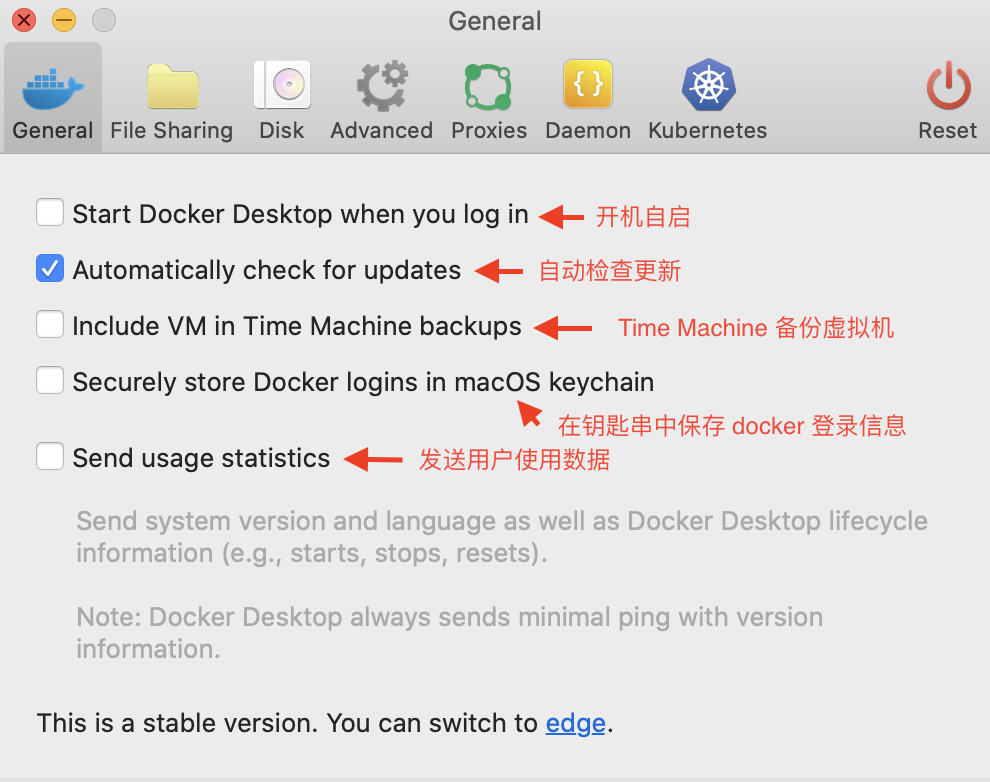 General
General File Sharing Disk Advanced Proxies Daemon Kubernetes Reset
Start Docker Desktop when you log in 开机自启
Automatically check for updates 自动检查更新
Include VM in Time Machine backups Time Machine 备份虚拟机
Securely store Docker logins in macOS keychain
在钥匙串中保存 docker 登录信息
Send usage statistics 发送用户使用数据
Send system version and language as well as Docker Desktop lifecycle
information (e.g., starts, stops, resets).
Note: Docker Desktop always sends minimal ping with version
information.
This is a stable version. You can switch to edge.